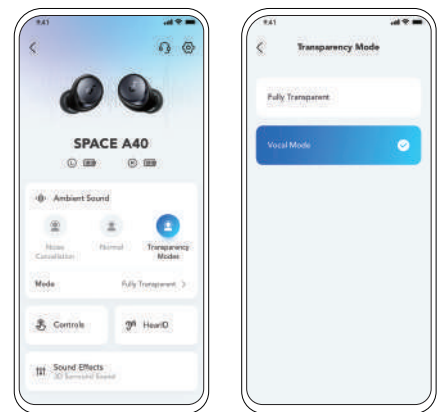 9:41
SPACE A40
L
R
Ambient Sound
Noise
Cancellation
Normal
Transparency
Modes
Mode
Fully Transparent >
Controls
HearID
Sound Effects
3D Surround Sound
9:41
Transparency Mode
Fully Transparent
Vocal Mode